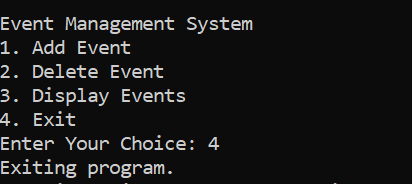 Event Management System
1. Add Event
2. Delete Event
3. Display Events
4. Exit
Enter Your Choice: 4
Exiting program.